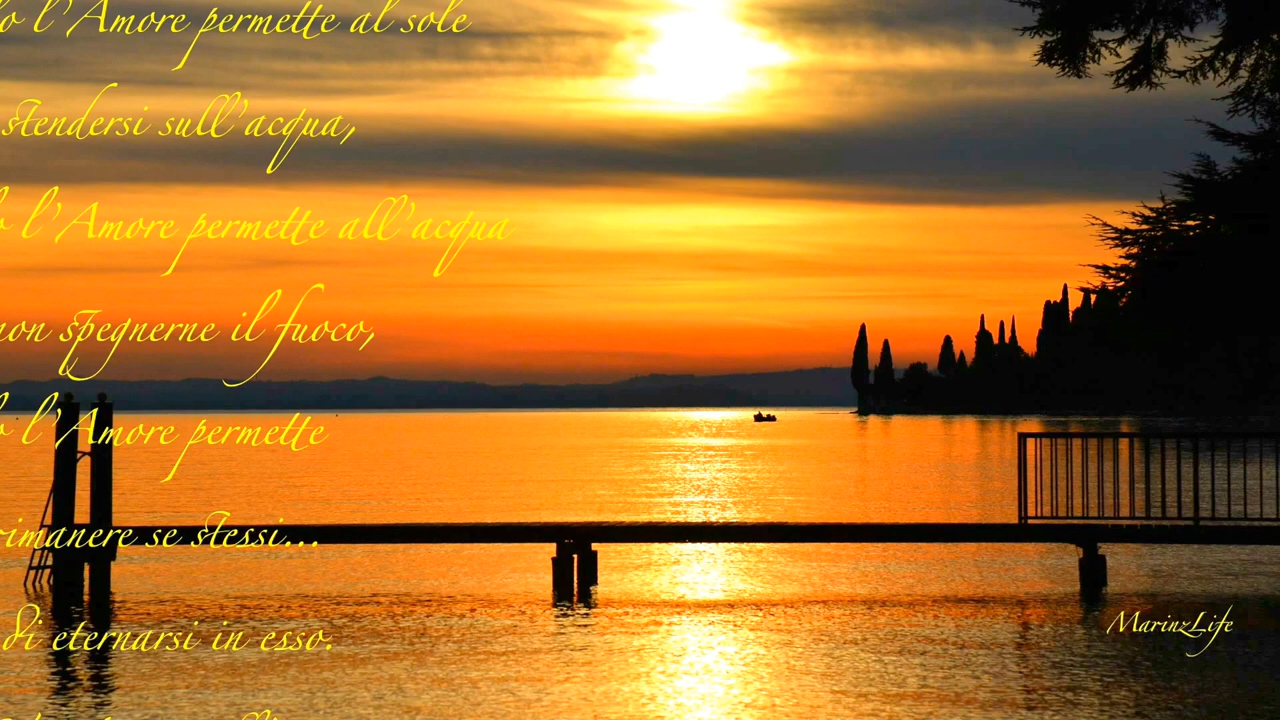 l'Amore permette al sole
stendersi sull'acqua,
l'Amore permette all'acqua
non spegnerne il fuoco,
l'Amore permette
rimanere se stessi...
di eternarsi in esso.
MarinzLife